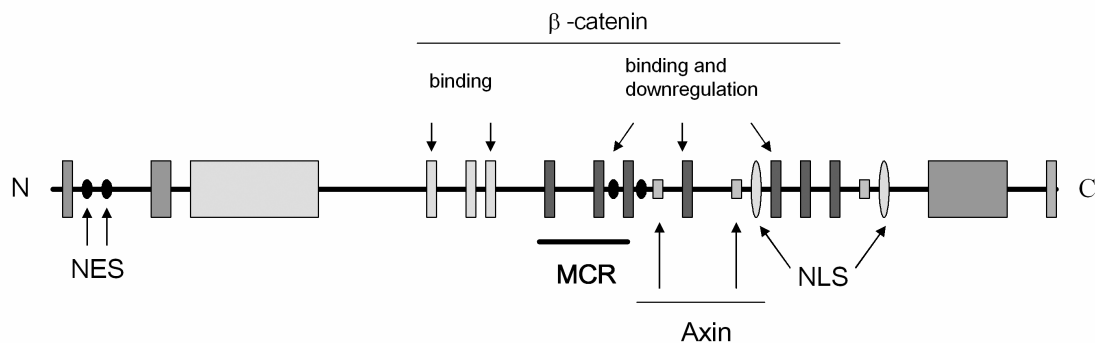 β -catenin
binding
binding and
downregulation
N
C
NES
MCR
NLS
Axin